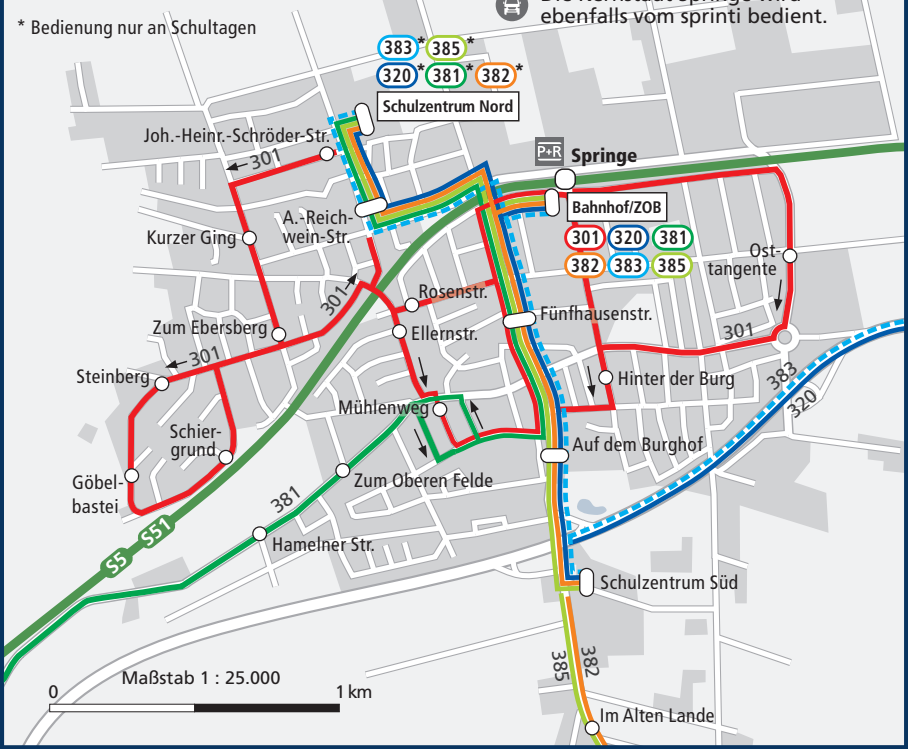 Die Kernstadt Springe wird
ebenfalls vom sprinti bedient.
* Bedienung nur an Schultagen
383* 385*
320* 381* 382*
Schulzentrum Nord
Joh.-Heinr.-Schröder-Str.
301
P+R Springe
Bahnhof/ZOB
301 320 381
382 383 385
A.-Reich-
wein-Str.
Kurzer Ging
Ost-
tangente
301
Rosenstr.
Fünfhausenstr.
Zum Ebersberg
Ellernstr.
301
301
Steinberg
Hinter der Burg
383
320
Mühlenweg
Schier-
grund
Auf dem Burghof
Göbel-
bastei
Zum Oberen Felde
381
S5 S51
Hamelner Str.
Schulzentrum Süd
385
382
Maßstab 1 : 25.000
0 1 km
Im Alten Lande